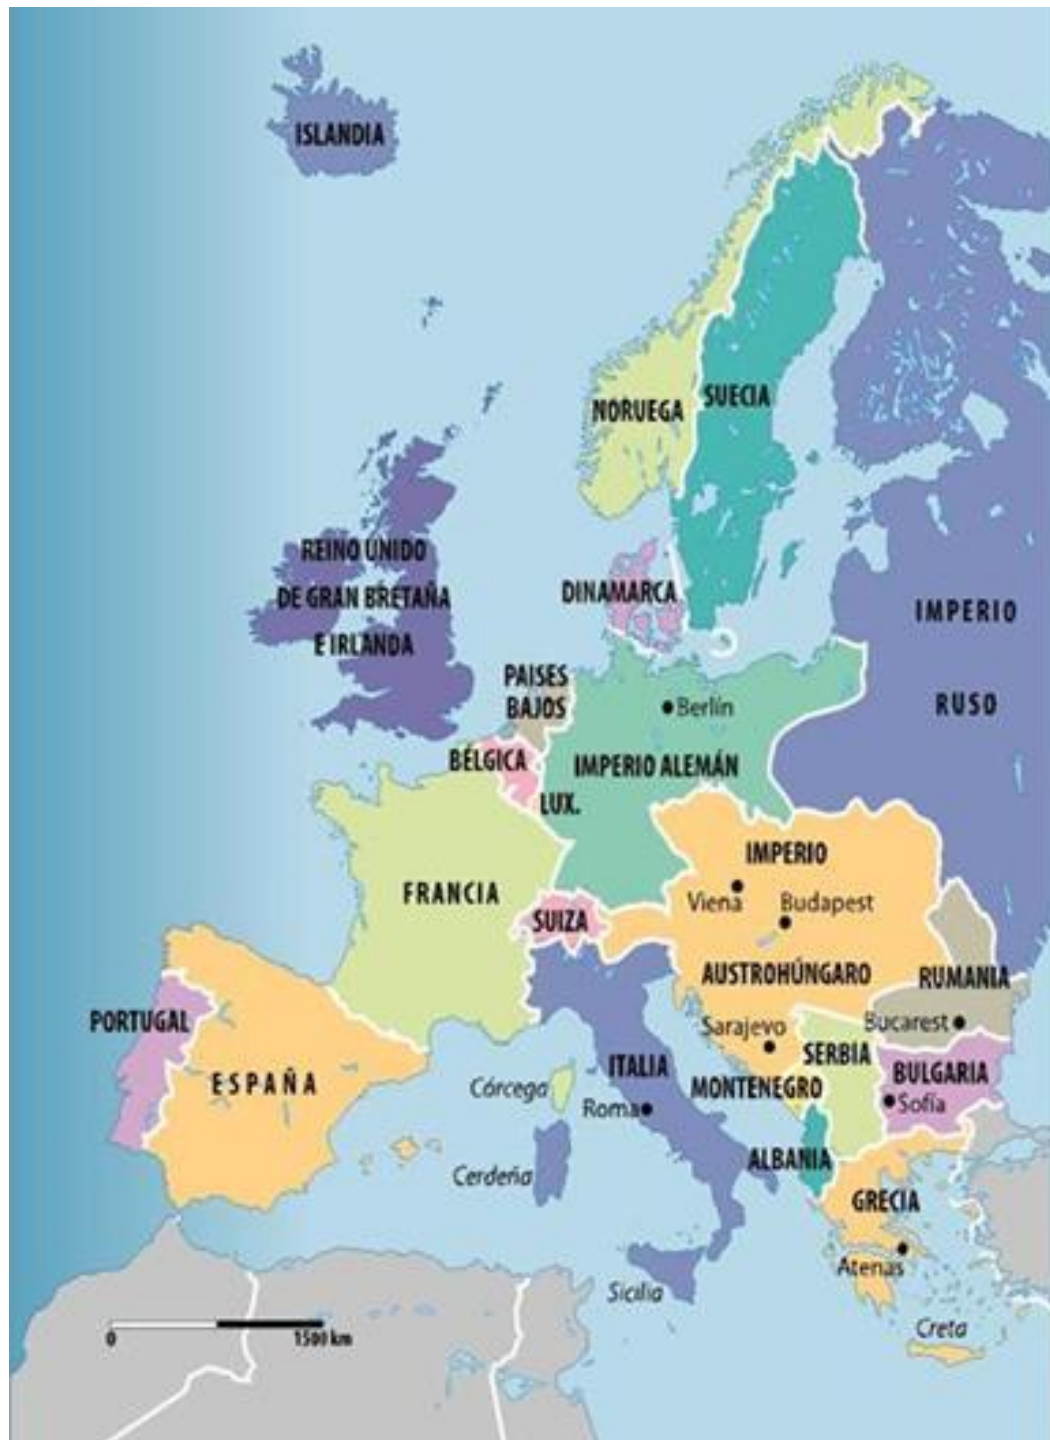 ISLANDIA
NORUEGA
SUECIA
REINO UNIDO
DE GRAN BRETAÑA
E IRLANDA
DINAMARCA
IMPERIO
RUSO
PAISES
BAJOS
Berlín
BÉLGICA
IMPERIO ALEMÁN
LUX.
IMPERIO
FRANCIA
Viena
Budapest
SUIZA
AUSTROHÚNGARO
RUMANIA
PORTUGAL
Sarajevo
Bucarest
SERBIA
ITALIA
BULGARIA
ESPAÑA
Córcega
MONTENEGRO
Roma
Sofía
ALBANIA
Cerdeña
GRECIA
Atenas
Sicilia
Creta
0
1500 km